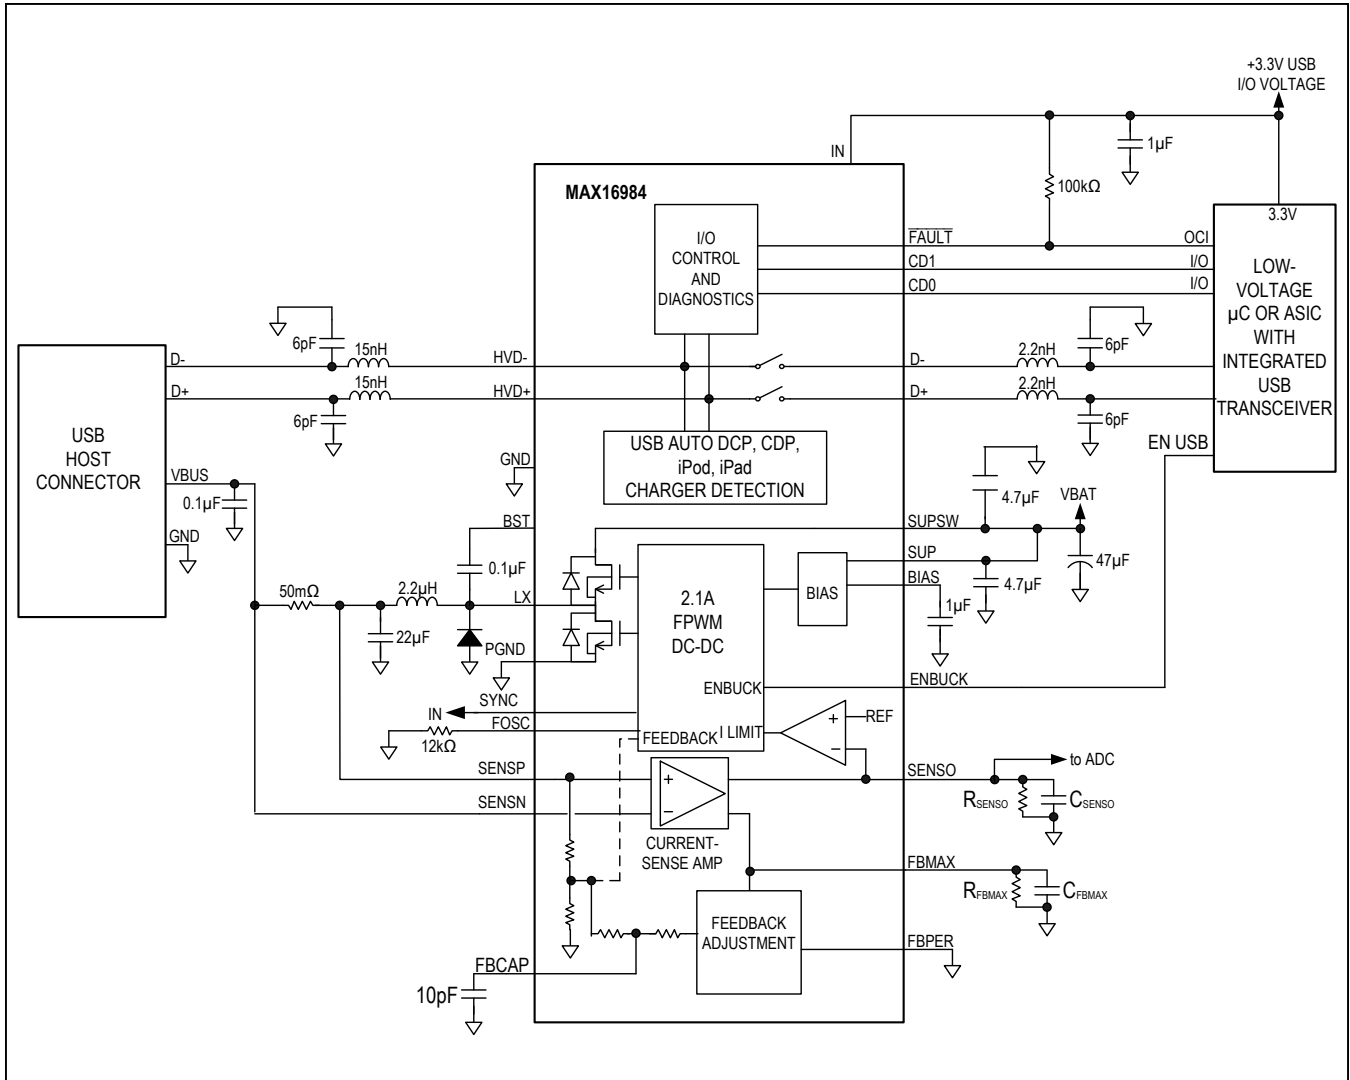 +3.3V USB
I/O VOLTAGE
IN
1µF
MAX16984
100kΩ
3.3V
I/O
CONTROL
AND
DIAGNOSTICS
FAULT
OCI
CD1
I/O
CD0
I/O
LOW-
VOLTAGE
µC OR ASIC
WITH
INTEGRATED
USB
TRANSCEIVER
EN USB
6pF
15nH
D-
HVD-
15nH
D+
HVD+
6pF
D-
2.2nH
6pF
D+
2.2nH
6pF
USB
HOST
CONNECTOR
VBUS
0.1µF
GND
USB AUTO DCP, CDP,
iPod, iPad
CHARGER DETECTION
GND
BST
0.1µF
50mΩ
2.2µH
LX
22µF
PGND
4.7µF
VBAT
SUPSW
SUP
47µF
4.7µF
BIAS
BIAS
1µF
2.1A
FPWM
DC-DC
ENBUCK
ENBUCK
SYNC
IN
FOSC
12kΩ
FEEDBACK
I LIMIT
+
−
REF
SENSP
SENSN
+
−
CURRENT-
SENSE AMP
SENSO
to ADC
RSENSO
CSENSO
FBMAX
RFBMAX
CFBMAX
FEEDBACK
ADJUSTMENT
FBPER
FBCAP
10pF